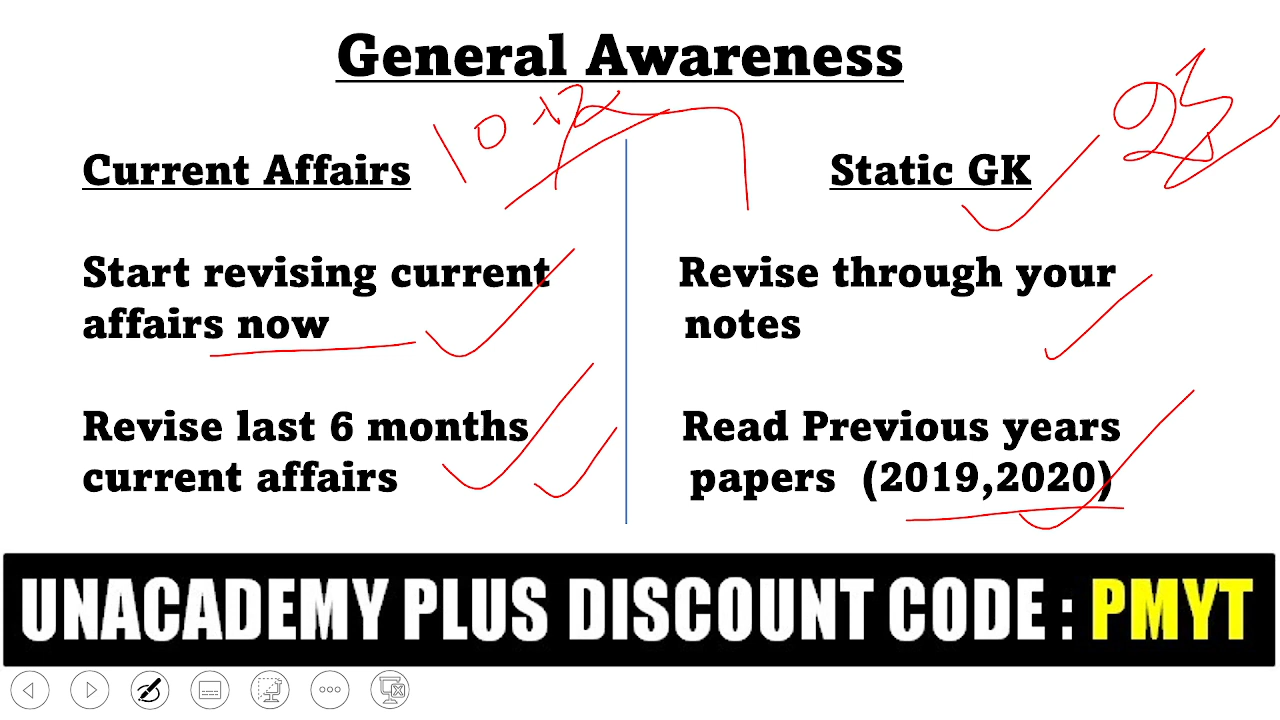 General Awareness
Current Affairs
Start revising current
affairs now
Revise last 6 months
current affairs
Static GK
Revise through your
notes
Read Previous years
papers (2019,2020)
UNACADEMY PLUS DISCOUNT CODE : PMYT